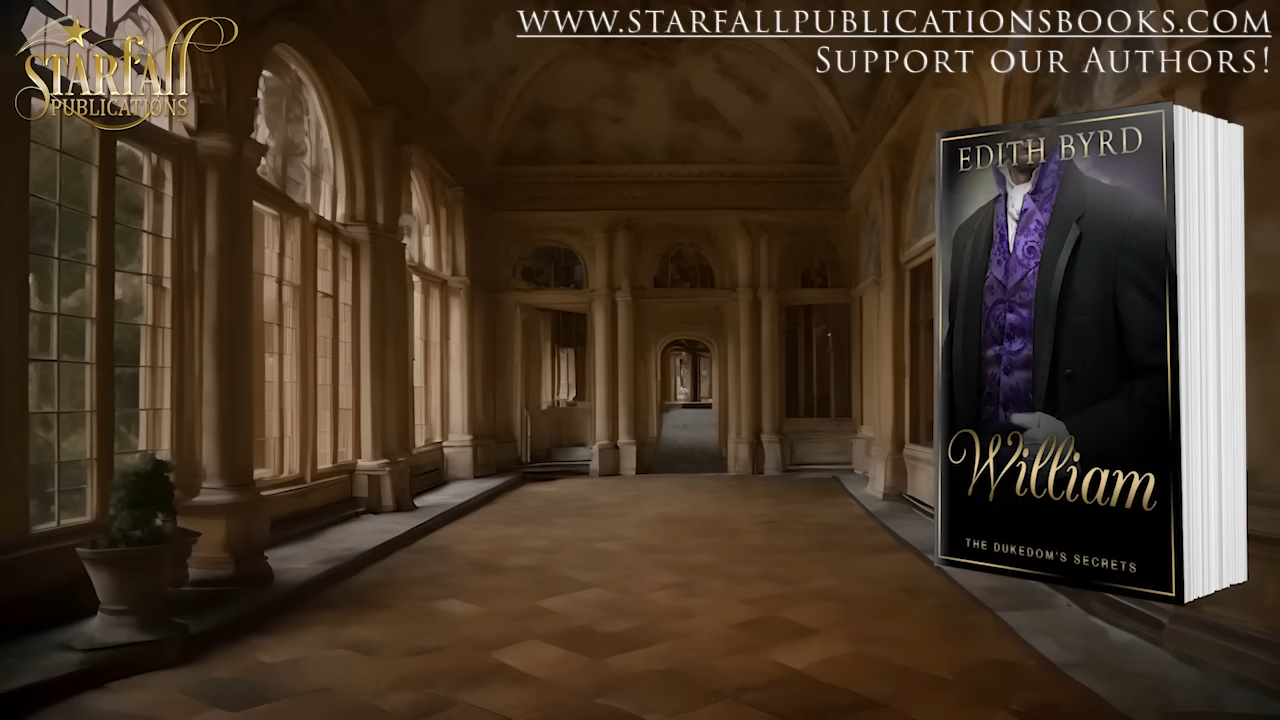 STARfall
PUBLICATIONS
WWW.STARFALLPUBLICATIONSBOOKS.COM
SUPPORT OUR AUTHORS!
EDITH BYRD
William
THE DUKEDOM'S SECRETS